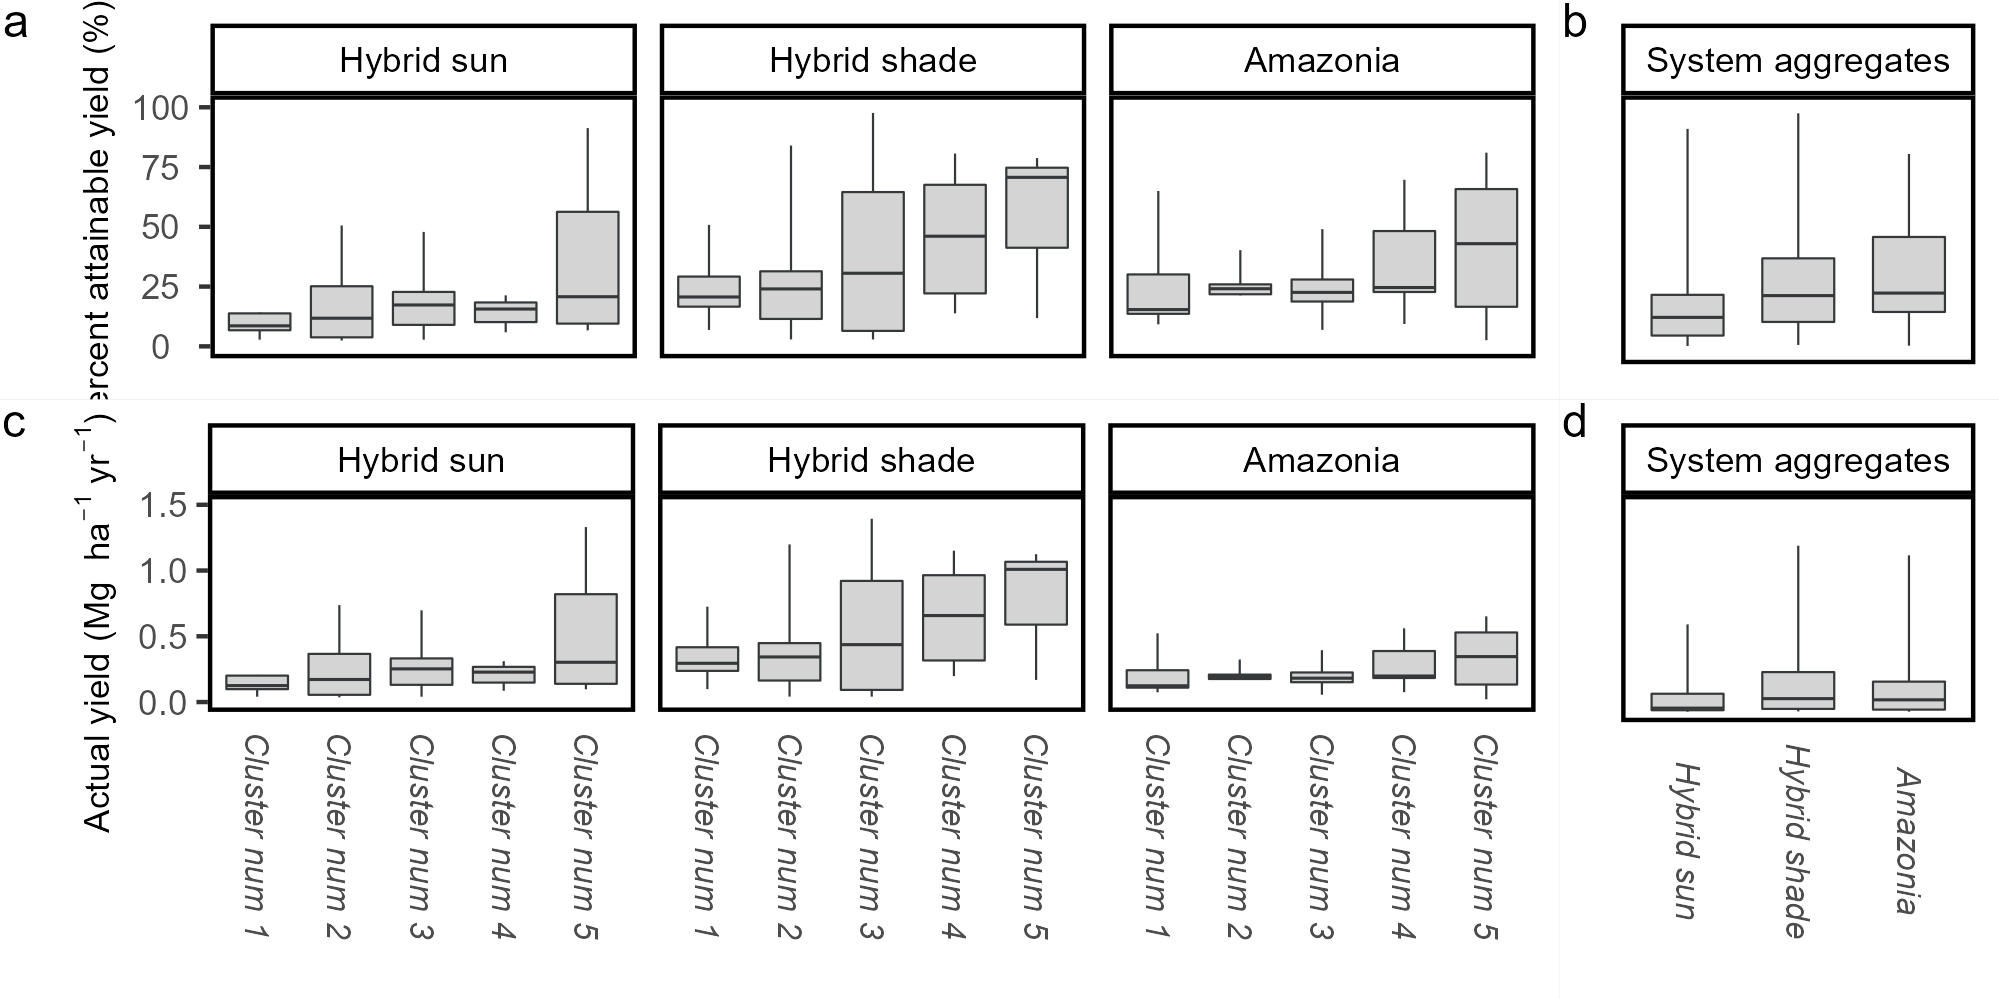 a
ercent attainable yield (%)
Hybrid sun
Hybrid shade
Amazonia
100
75
50
25
0
b
System aggregates
c
Actual yield (Mg ha⁻¹ yr⁻¹)
Hybrid sun
Hybrid shade
Amazonia
1.5
1.0
0.5
0.0
Cluster num 1
Cluster num 2
Cluster num 3
Cluster num 4
Cluster num 5
Cluster num 1
Cluster num 2
Cluster num 3
Cluster num 4
Cluster num 5
Cluster num 1
Cluster num 2
Cluster num 3
Cluster num 4
Cluster num 5
d
System aggregates
Hybrid sun
Hybrid shade
Amazonia